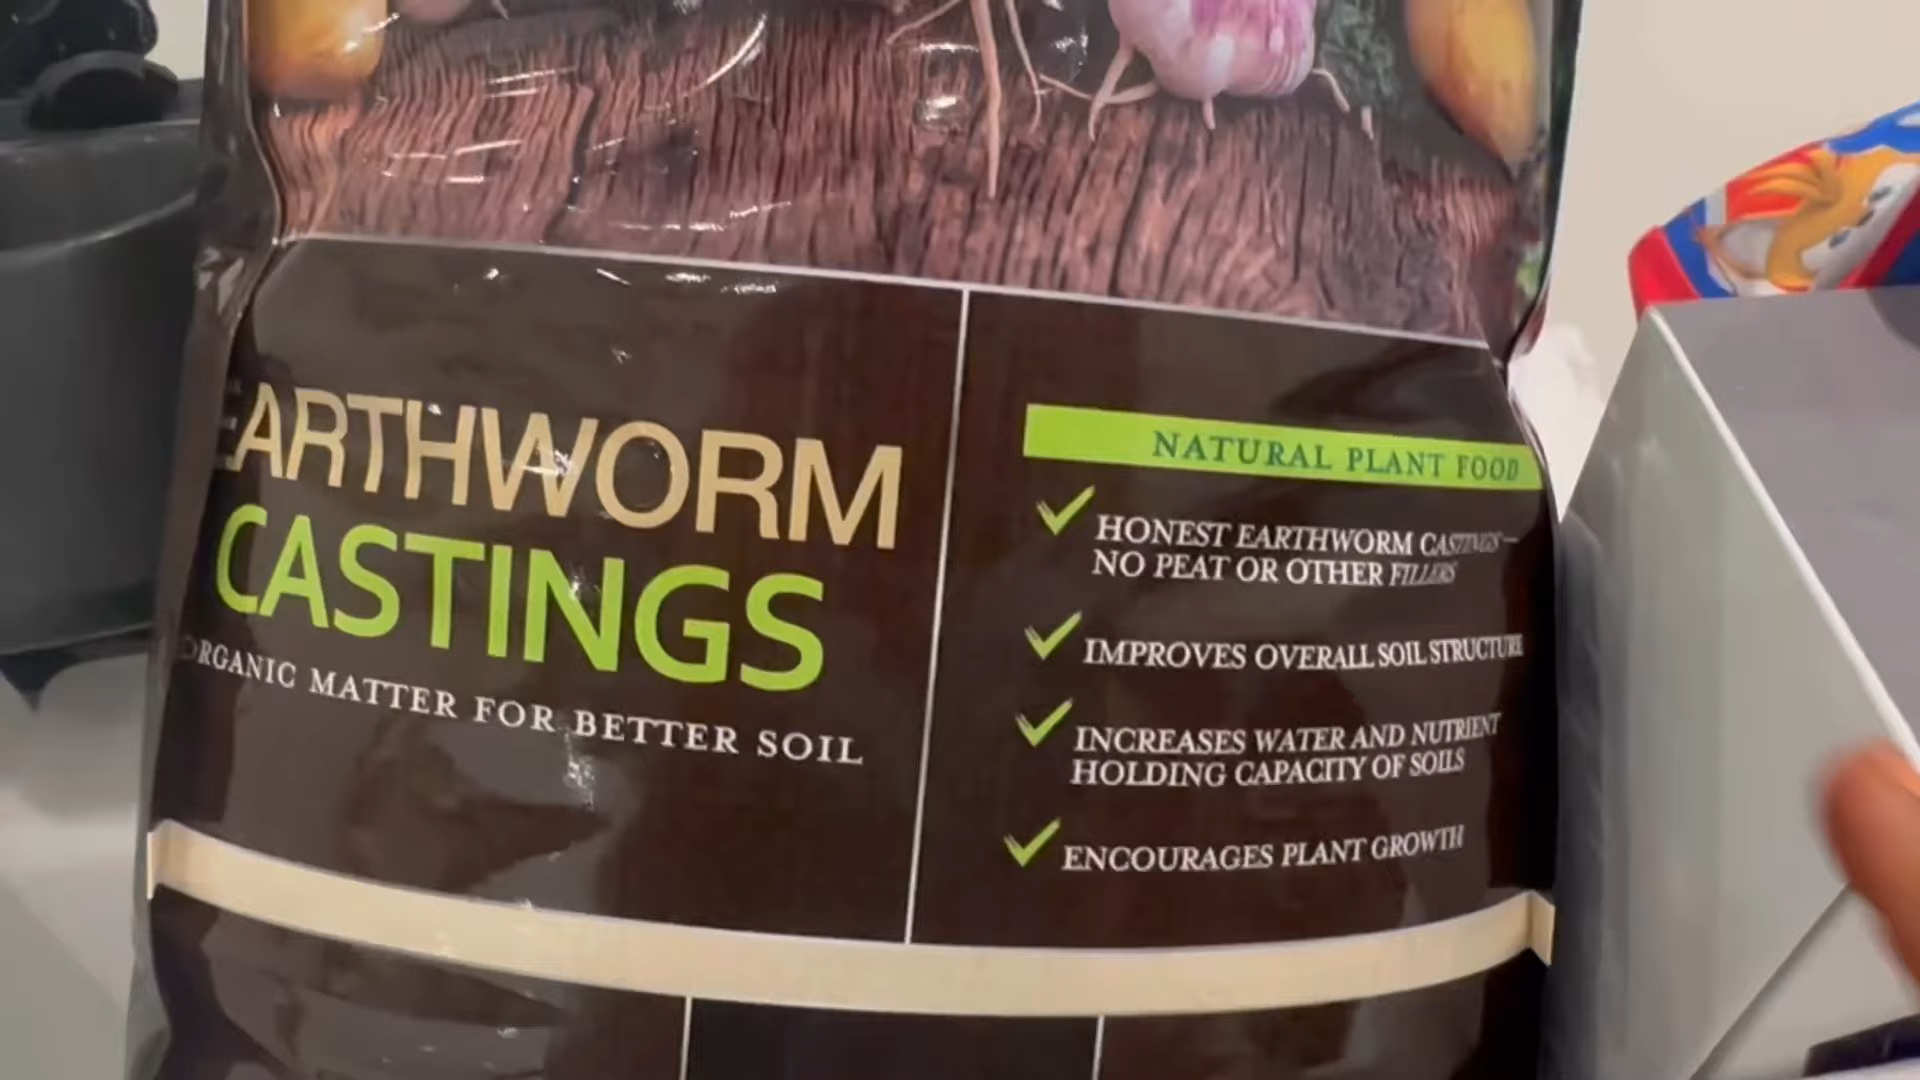 EARTHWORM
CASTINGS
ORGANIC MATTER FOR BETTER SOIL
NATURAL PLANT FOOD
HONEST EARTHWORM CASTINGS—
NO PEAT OR OTHER FILLERS
IMPROVES OVERALL SOIL STRUCTURE
INCREASES WATER AND NUTRIENT
HOLDING CAPACITY OF SOILS
ENCOURAGES PLANT GROWTH